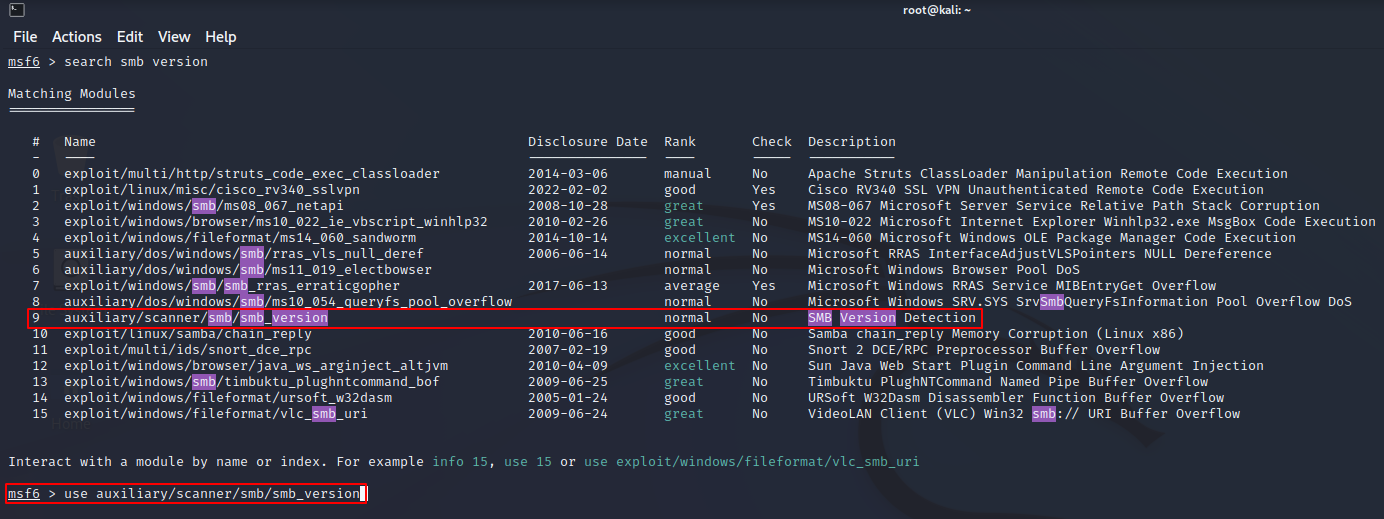 root@kali: ~
File Actions Edit View Help
msf6 > search smb version
Matching Modules
================
# Name Disclosure Date Rank Check Description
- ---- --------------- ---- ----- -----------
0 exploit/multi/http/struts_code_exec_classloader 2014-03-06 manual No Apache Struts ClassLoader Manipulation Remote Code Execution
1 exploit/linux/misc/cisco_rv340_sslvpn 2022-02-02 good Yes Cisco RV340 SSL VPN Unauthenticated Remote Code Execution
2 exploit/windows/smb/ms08_067_netapi 2008-10-28 great Yes MS08-067 Microsoft Server Service Relative Path Stack Corruption
3 exploit/windows/browser/ms10_022_ie_vbscript_winhlp32 2010-02-26 great No MS10-022 Microsoft Internet Explorer Winhlp32.exe MsgBox Code Execution
4 exploit/windows/fileformat/ms14_060_sandworm 2014-10-14 excellent No MS14-060 Microsoft Windows OLE Package Manager Code Execution
5 auxiliary/dos/windows/smb/rras_vls_null_deref 2006-06-14 normal No Microsoft RRAS InterfaceAdjustVLSPointers NULL Dereference
6 auxiliary/dos/windows/smb/ms11_019_electbowser normal No Microsoft Windows Browser Pool DoS
7 exploit/windows/smb/smb_rras_erraticgopher 2017-06-13 average Yes Microsoft Windows RRAS Service MIBEntryGet Overflow
8 auxiliary/dos/windows/smb/ms10_054_queryfs_pool_overflow normal No Microsoft Windows SRV.SYS SrvSmbQueryFsInformation Pool Overflow DoS
9 auxiliary/scanner/smb/smb_version normal No SMB Version Detection
10 exploit/linux/samba/chain_reply 2010-06-16 good No Samba chain_reply Memory Corruption (Linux x86)
11 exploit/multi/ids/snort_dce_rpc 2007-02-19 good No Snort 2 DCE/RPC Preprocessor Buffer Overflow
12 exploit/windows/browser/java_ws_arginject_altjvm 2010-04-09 excellent No Sun Java Web Start Plugin Command Line Argument Injection
13 exploit/windows/smb/timbuktu_plughntcommand_bof 2009-06-25 great No Timbuktu PlughNTCommand Named Pipe Buffer Overflow
14 exploit/windows/fileformat/ursoft_w32dasm 2005-01-24 good No URSoft W32Dasm Disassembler Function Buffer Overflow
15 exploit/windows/fileformat/vlc_smb_uri 2009-06-24 great No VideoLAN Client (VLC) Win32 smb:// URI Buffer Overflow
Interact with a module by name or index. For example info 15, use 15 or use exploit/windows/fileformat/vlc_smb_uri
msf6 > use auxiliary/scanner/smb/smb_version